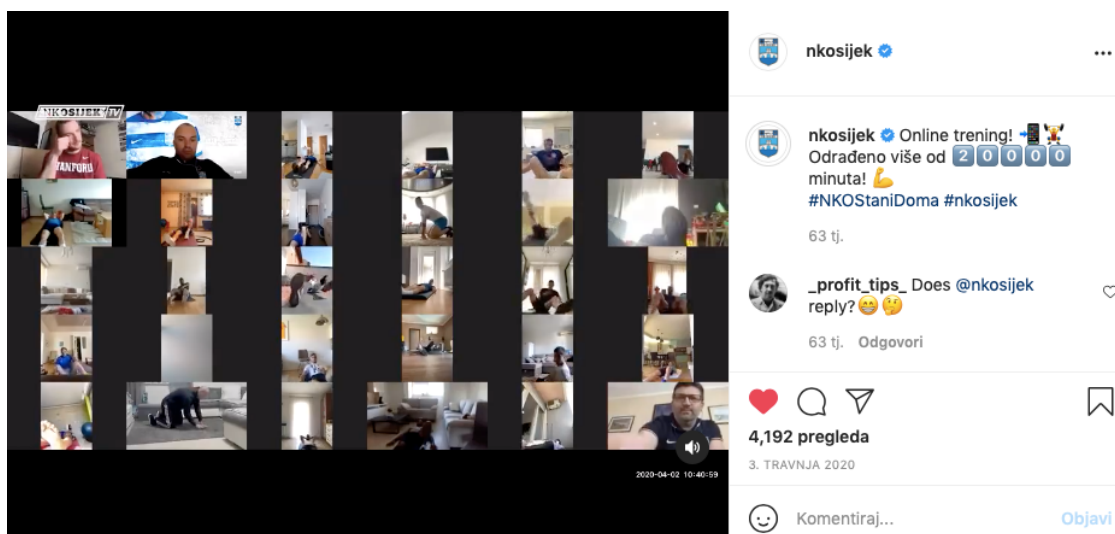 NKOSIJEK TV
STANFORD
2020-04-02 10:40:59
nkosijek
nkosijek Online trening!
Odrađeno više od 20000
minuta!
#NKOStaniDoma #nkosijek
63 tj.
_profit_tips_ Does @nkosijek
reply?
63 tj. Odgovori
4,192 pregleda
3. TRAVNJA 2020
Komentiraj...
Objavi